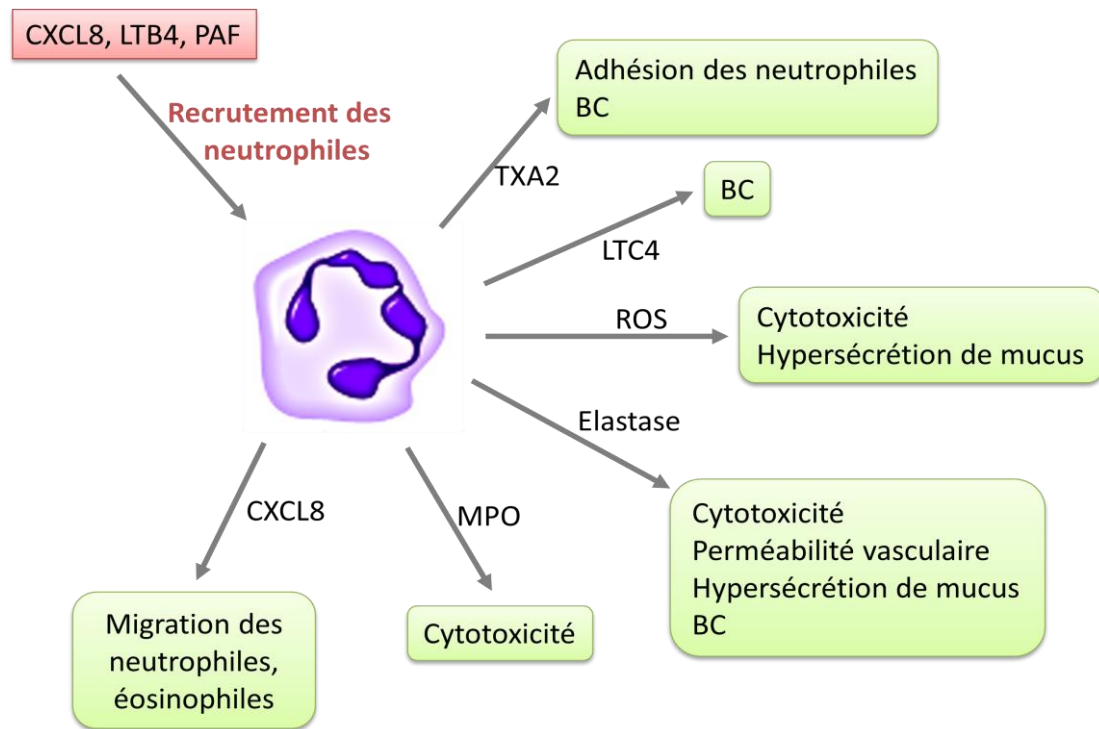 CXCL8, LTB4, PAF
Recrutement des
neutrophiles
Adhésion des neutrophiles
BC
TXA2
BC
LTC4
ROS
Cytotoxicité
Hypersécrétion de mucus
Elastase
Cytotoxicité
Perméabilité vasculaire
Hypersécrétion de mucus
BC
CXCL8
MPO
Migration des
neutrophiles,
éosinophiles
Cytotoxicité